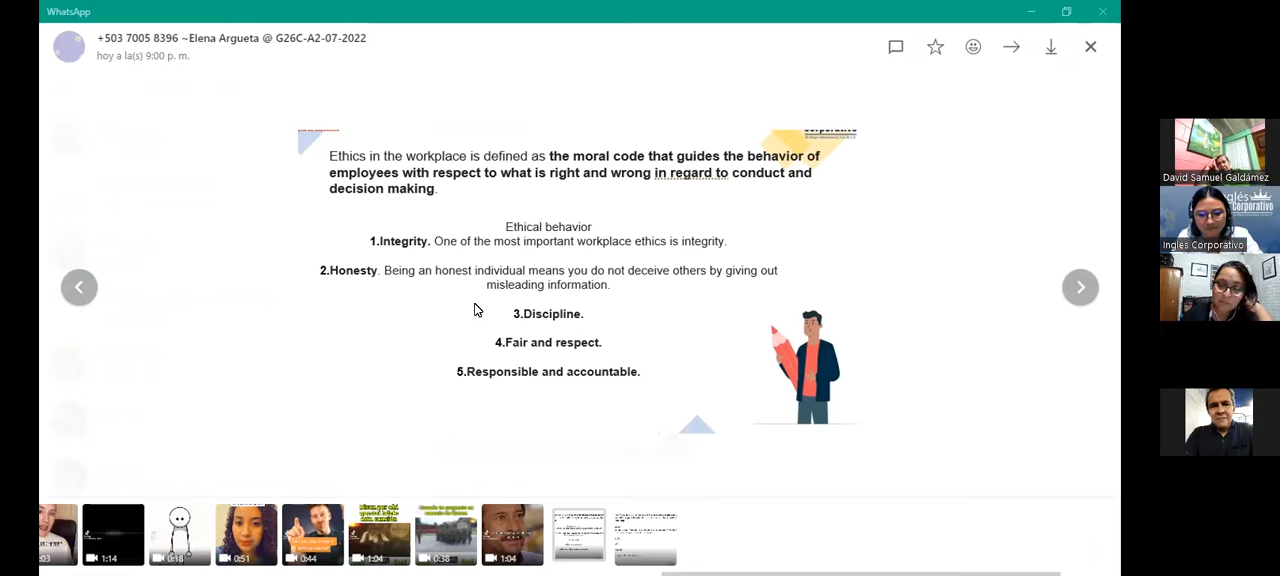 WhatsApp
+503 7005 8396 ~Elena Argueta @ G26C-A2-07-2022
hoy a la(s) 9:00 p. m.
corporativo
Ethics in the workplace is defined as the moral code that guides the behavior of
employees with respect to what is right and wrong in regard to conduct and
decision making.
Ethical behavior
1.Integrity. One of the most important workplace ethics is integrity.
2.Honesty. Being an honest individual means you do not deceive others by giving out
misleading information.
3.Discipline.
4.Fair and respect.
5.Responsible and accountable.
David Samuel Galdámez
Inglés
Corporativo
Ingles Corporativo
:03
1:14
0:18
0:51
0:44
1:04
0:38
1:04